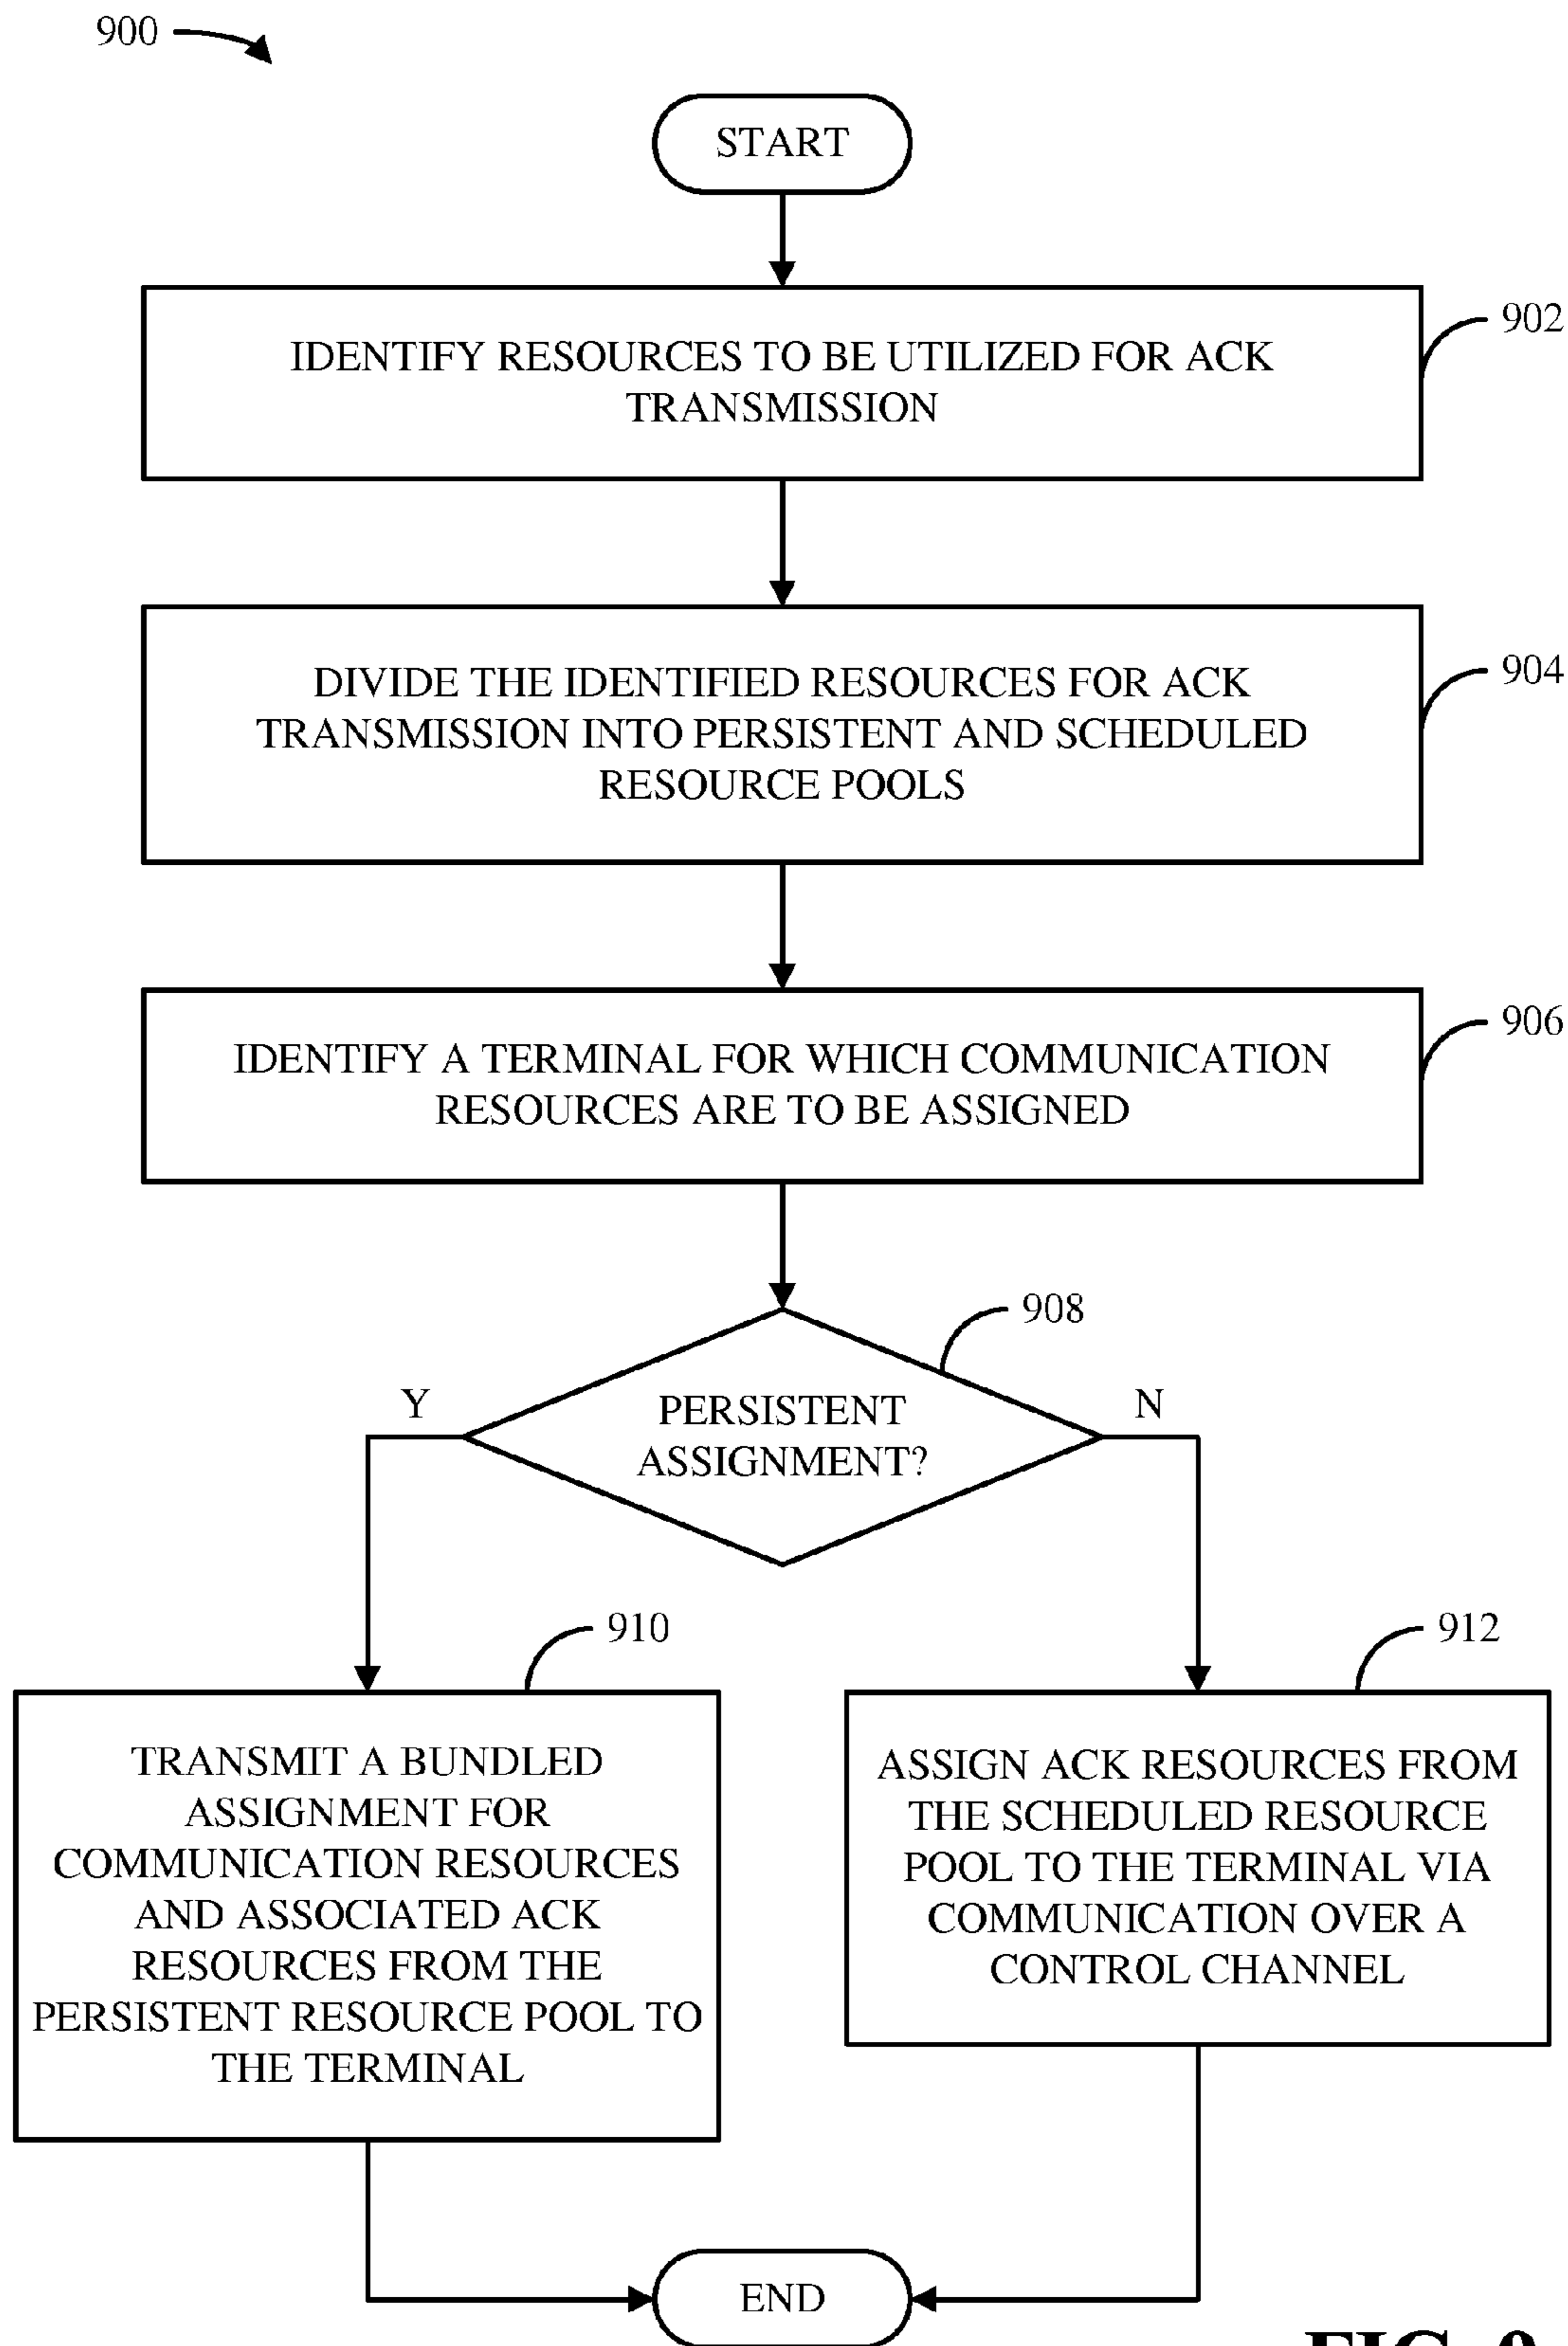 900
START
IDENTIFY RESOURCES TO BE UTILIZED FOR ACK
TRANSMISSION
902
DIVIDE THE IDENTIFIED RESOURCES FOR ACK
TRANSMISSION INTO PERSISTENT AND SCHEDULED
RESOURCE POOLS
904
IDENTIFY A TERMINAL FOR WHICH COMMUNICATION
RESOURCES ARE TO BE ASSIGNED
906
908
Y
PERSISTENT
ASSIGNMENT?
N
910
TRANSMIT A BUNDLED
ASSIGNMENT FOR
COMMUNICATION RESOURCES
AND ASSOCIATED ACK
RESOURCES FROM THE
PERSISTENT RESOURCE POOL TO
THE TERMINAL
912
ASSIGN ACK RESOURCES FROM
THE SCHEDULED RESOURCE
POOL TO THE TERMINAL VIA
COMMUNICATION OVER A
CONTROL CHANNEL
END
FIG. 9